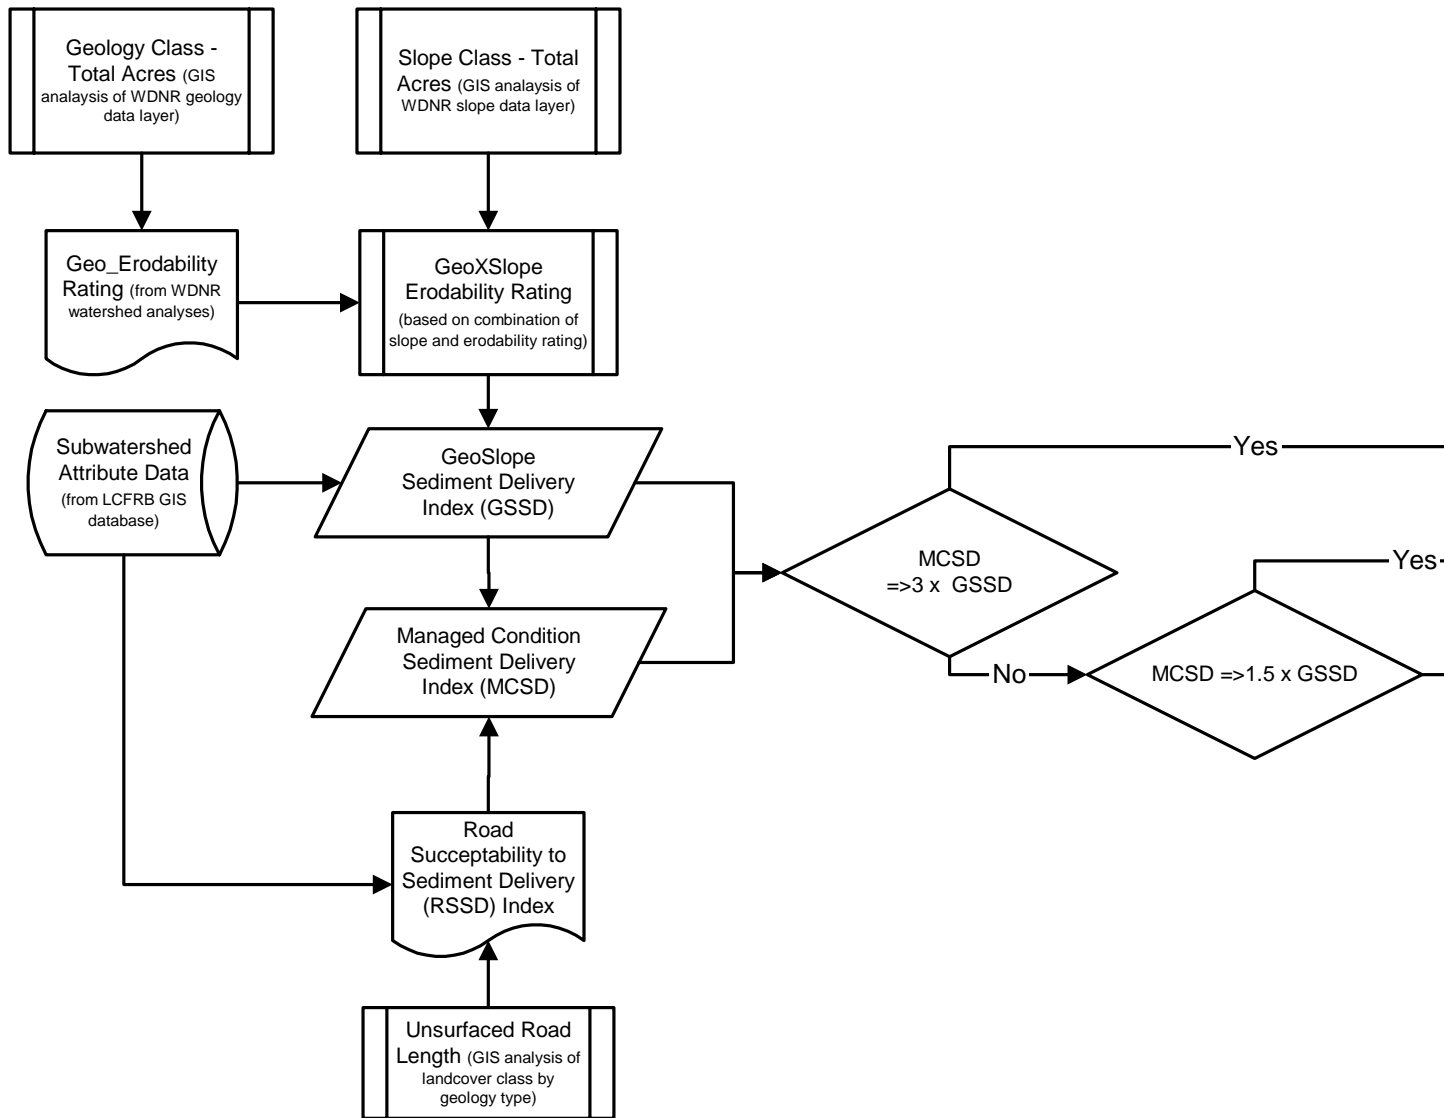 Geology Class -
Total Acres (GIS
analaysis of WDNR geology
data layer)
Slope Class - Total
Acres (GIS analaysis of
WDNR slope data layer)
Geo_Erodability
Rating (from WDNR
watershed analyses)
GeoXSlope
Erodability Rating
(based on combination of
slope and erodability rating)
Subwatershed
Attribute Data
(from LCFRB GIS
database)
GeoSlope
Sediment Delivery
Index (GSSD)
Yes
MCSD
=>3 x GSSD
Yes
Managed Condition
Sediment Delivery
Index (MCSD)
No
MCSD =>1.5 x GSSD
Road
Succeptability to
Sediment Delivery
(RSSD) Index
Unsurfaced Road
Length (GIS analysis of
landcover class by
geology type)